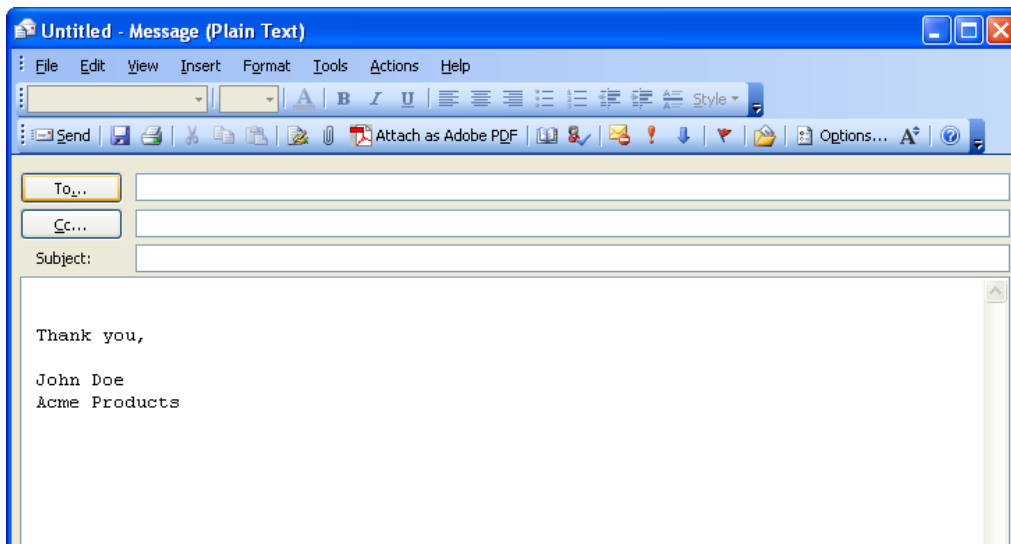 Untitled - Message (Plain Text)
File Edit View Insert Format Tools Actions Help
A B I U Style
Send Attach as Adobe PDF Options... A
To...
Cc...
Subject:
Thank you,
John Doe
Acme Products